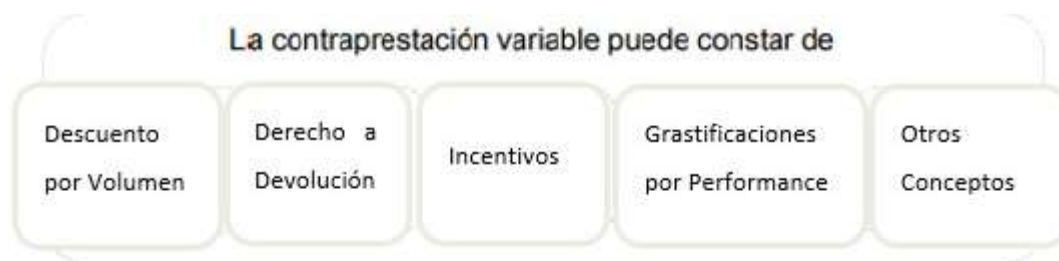 La contraprestación variable puede constar de
Descuento
por Volumen
Derecho a
Devolución
Incentivos
Grastificaciones
por Performance
Otros
Conceptos